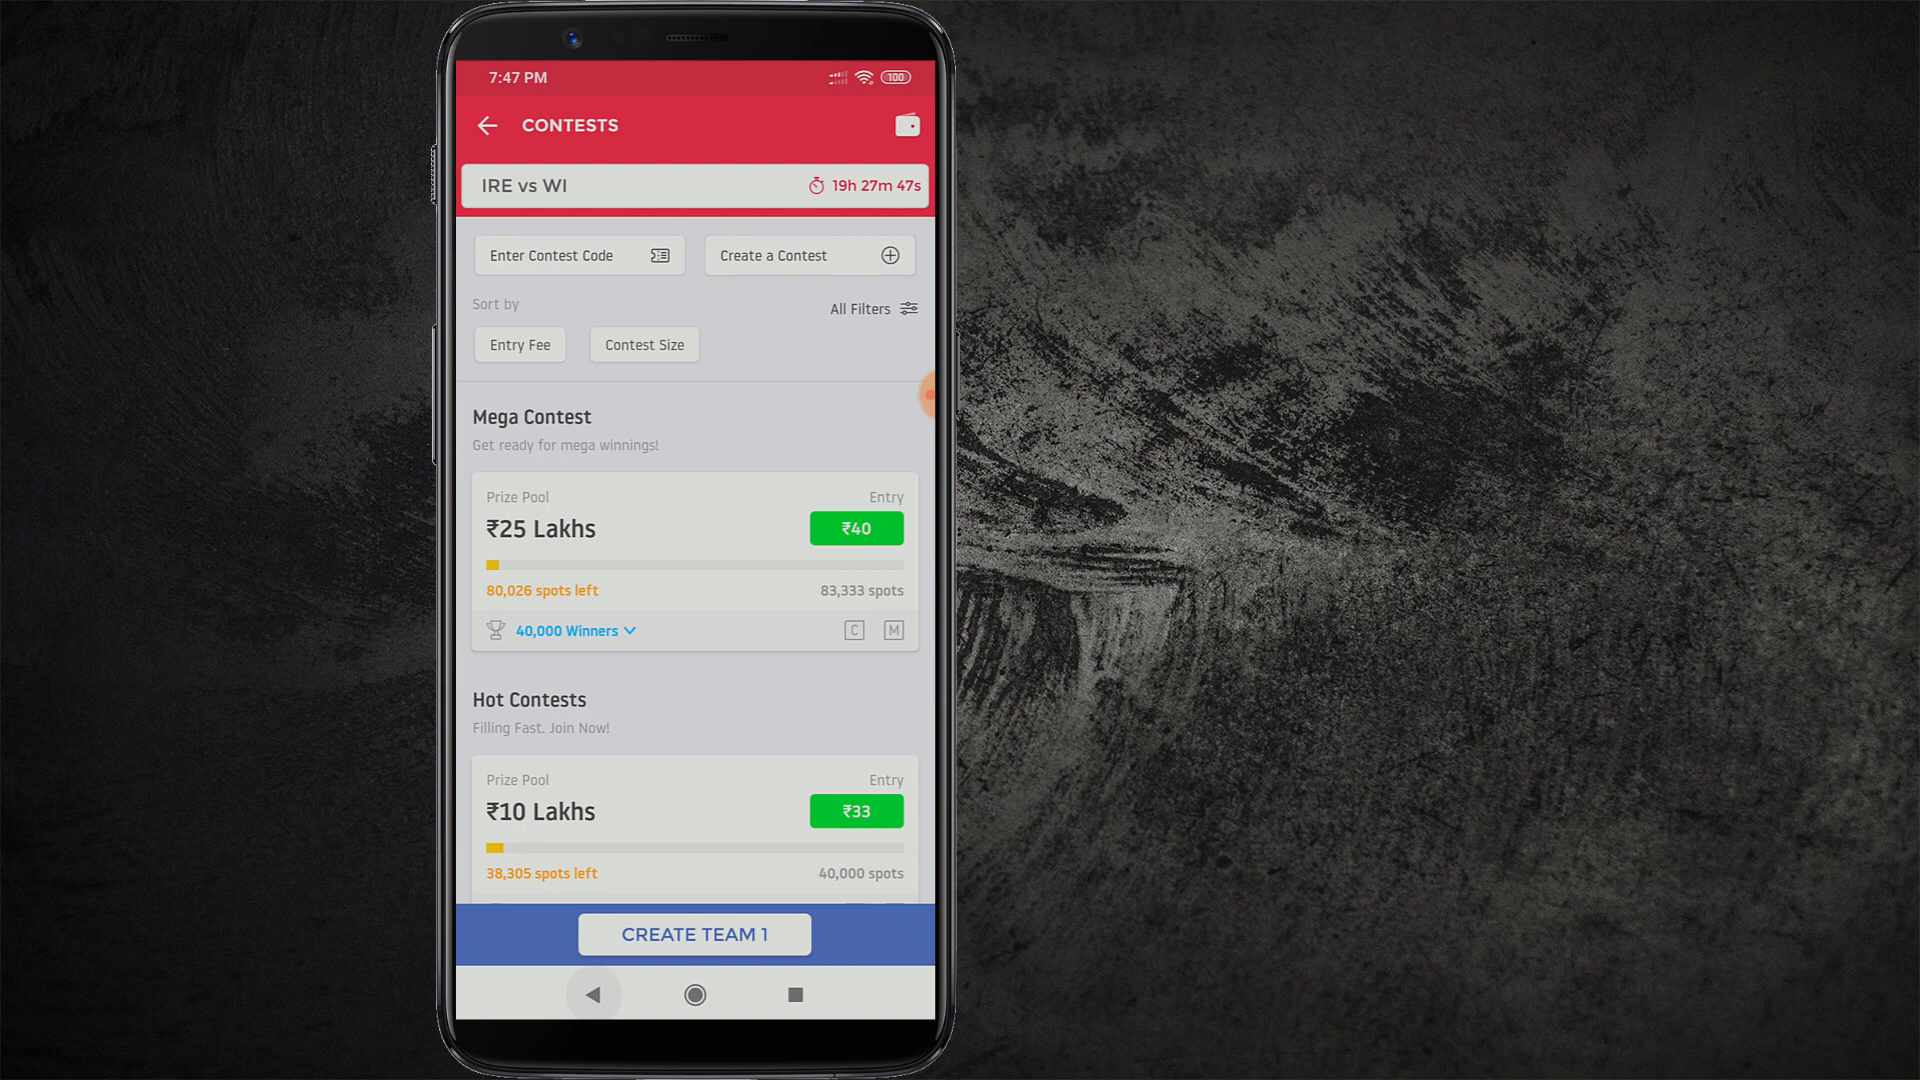 7:47 PM
100
CONTESTS
IRE vs WI
19h 27m 47s
Enter Contest Code
Create a Contest
Sort by
All Filters
Entry Fee
Contest Size
Mega Contest
Get ready for mega winnings!
Prize Pool
Entry
₹25 Lakhs
₹40
80,026 spots left
83,333 spots
40,000 Winners
C
M
Hot Contests
Filling Fast. Join Now!
Prize Pool
Entry
₹10 Lakhs
₹33
38,305 spots left
40,000 spots
CREATE TEAM 1